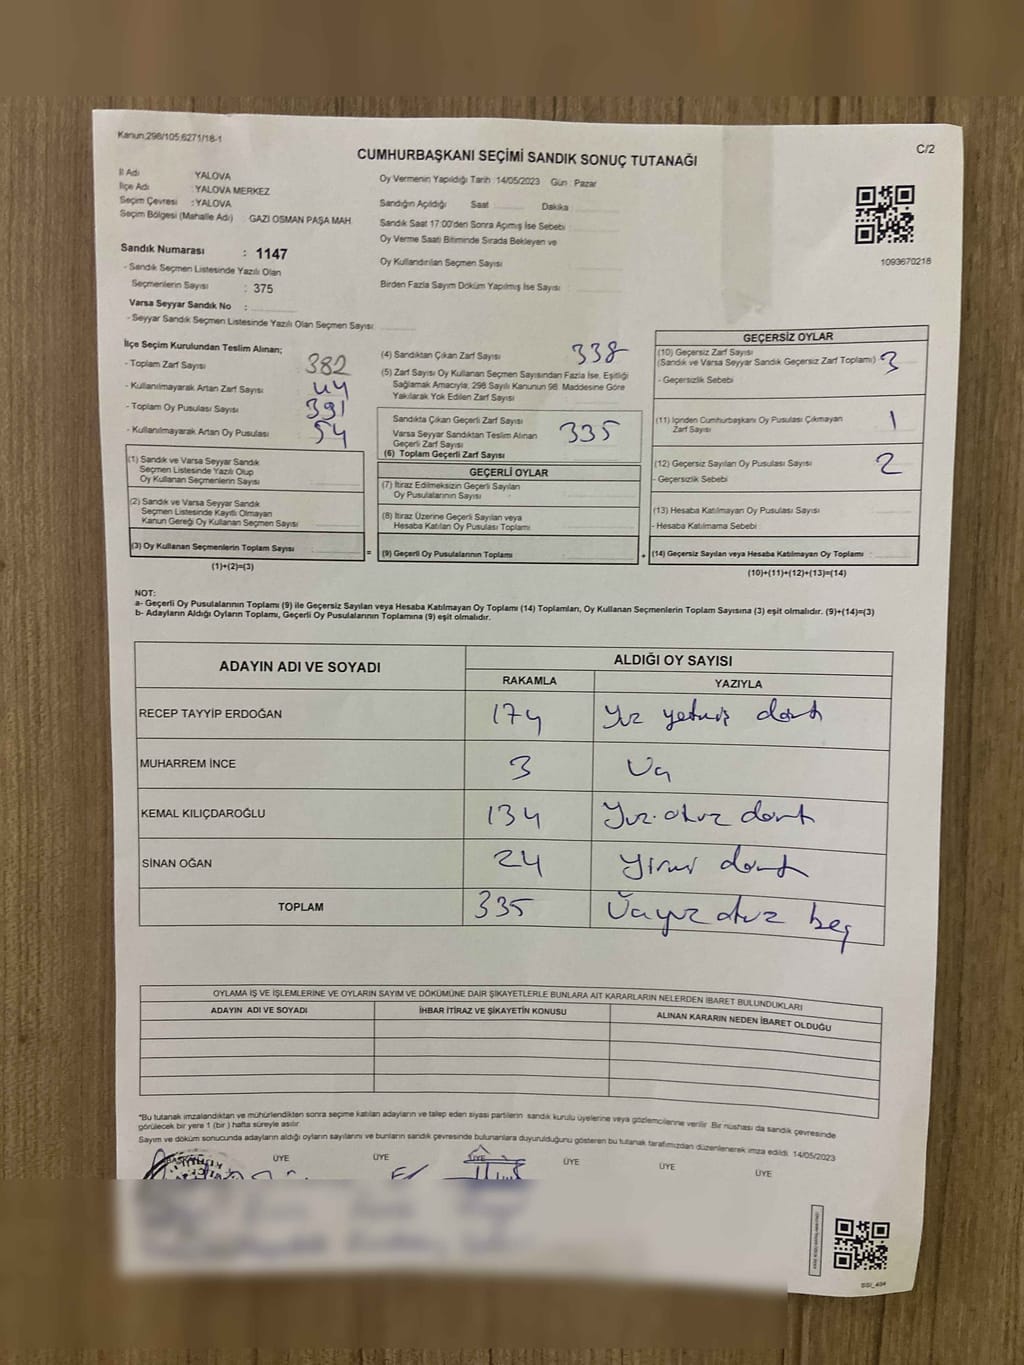 Kanun;298/105;6271/18-1
C/2
CUMHURBAŞKANI SEÇİMİ SANDIK SONUÇ TUTANAĞI
İl Adı YALOVA
İlçe Adı : YALOVA MERKEZ
Seçim Çevresi : YALOVA
Seçim Bölgesi (Mahalle Adı) : GAZİ OSMAN PAŞA MAH.
Sandık Numarası : 1147
- Sandık Seçmen Listesinde Yazılı Olan
Seçmenlerin Sayısı : 375
Varsa Seyyar Sandık No :
- Seyyar Sandık Seçmen Listesinde Yazılı Olan Seçmen Sayısı
Oy Vermenin Yapıldığı Tarih : 14/05/2023 Gün : Pazar
Sandığın Açıldığı Saat Dakika
Sandık Saat 17:00'den Sonra Açımış İse Sebebi
Oy Verme Saati Bitiminde Sırada Bekleyen ve
Oy Kullandırılan Seçmen Sayısı
Birden Fazla Sayım Döküm Yapılmış İse Sayısı
1093670218
İlçe Seçim Kurulundan Teslim Alınan;
- Toplam Zarf Sayısı 382
- Kullanılmayarak Artan Zarf Sayısı 44
- Toplam Oy Pusulası Sayısı 391
- Kullanılmayarak Artan Oy Pusulası 54
(1) Sandık ve Varsa Seyyar Sandık
Seçmen Listesinde Yazılı Olup
Oy Kullanan Seçmenlerin Sayısı
(2) Sandık ve Varsa Seyyar Sandık
Seçmen Listesinde Kayıtlı Olmayan
Kanun Gereği Oy Kullanan Seçmen Sayısı
(3) Oy Kullanan Seçmenlerin Toplam Sayısı
(1)+(2)=(3)
=
(4) Sandıktan Çıkan Zarf Sayısı 338
(5) Zarf Sayısı Oy Kullanan Seçmen Sayısından Fazla İse, Eşitliği
Sağlamak Amacıyla, 298 Sayılı Kanunun 98. Maddesine Göre
Yakılarak Yok Edilen Zarf Sayısı
Sandıkta Çıkan Geçerli Zarf Sayısı
Varsa Seyyar Sandıktan Teslim Alınan 335
Geçerli Zarf Sayısı
(6) Toplam Geçerli Zarf Sayısı
GEÇERLİ OYLAR
(7) İtiraz Edilmeksizin Geçerli Sayılan
Oy Pusulalarının Sayısı
(8) İtiraz Üzerine Geçerli Sayılan veya
Hesaba Katılan Oy Pusulası Toplamı
(9) Geçerli Oy Pusulalarının Toplamı
+
GEÇERSİZ OYLAR
(10) Geçersiz Zarf Sayısı
(Sandık ve Varsa Seyyar Sandık Geçersiz Zarf Toplamı) 3
- Geçersizlik Sebebi
(11) İçinden Cumhurbaşkanı Oy Pusulası Çıkmayan 1
Zarf Sayısı
(12) Geçersiz Sayılan Oy Pusulası Sayısı 2
- Geçersizlik Sebebi
(13) Hesaba Katılmayan Oy Pusulası Sayısı
- Hesaba Katılmama Sebebi
(14) Geçersiz Sayılan veya Hesaba Katılmayan Oy Toplamı
(10)+(11)+(12)+(13)=(14)
NOT:
a- Geçerli Oy Pusulalarının Toplamı (9) ile Geçersiz Sayılan veya Hesaba Katılmayan Oy Toplamı (14) Toplamları, Oy Kullanan Seçmenlerin Toplam Sayısına (3) eşit olmalıdır. (9)+(14)=(3)
b- Adayların Aldığı Oyların Toplamı, Geçerli Oy Pusulalarının Toplamına (9) eşit olmalıdır.
ADAYIN ADI VE SOYADI ALDIĞI OY SAYISI
RAKAMLA YAZIYLA
RECEP TAYYİP ERDOĞAN 174 Yüz yetmiş dört
MUHARREM İNCE 3 Üç
KEMAL KILIÇDAROĞLU 134 Yüz otuz dört
SİNAN OĞAN 24 Yirmi dört
TOPLAM 335 Üçyüz otuz beş
OYLAMA İŞ VE İŞLEMLERİNE VE OYLARIN SAYIM VE DÖKÜMÜNE DAİR ŞİKAYETLERLE BUNLARA AİT KARARLARIN NELERDEN İBARET BULUNDUKLARI
ADAYIN ADI VE SOYADI İHBAR İTİRAZ VE ŞİKAYETİN KONUSU ALINAN KARARIN NEDEN İBARET OLDUĞU
*Bu tutanak imzalandıktan ve mühürlendikten sonra seçime katılan adayların ve talep eden siyasi partilerin sandık kurulu üyelerine veya gözlemcilerine verilir. Bir nüshası da sandık çevresinde
görülecek bir yere 1 (bir ) hafta süreyle asılır.
Sayım ve döküm sonucunda adayların aldığı oyların sayılarını ve bunların sandık çevresinde bulunanlara duyurulduğunu gösteren bu tutanak tarafımızdan düzenlenerek imza edildi. 14/05/2023
BAŞKAN ÜYE ÜYE ÜYE ÜYE ÜYE ÜYE
SSI_404